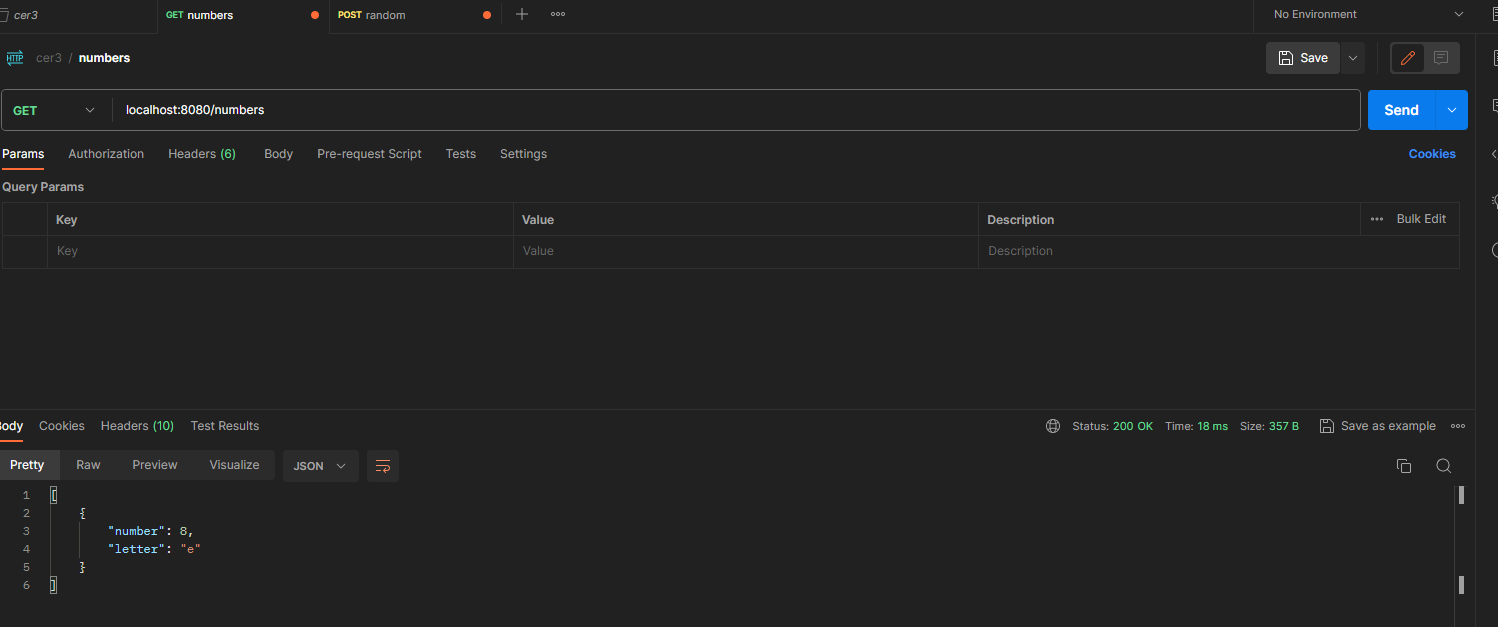 cer3 GET numbers POST random No Environment
HTTP cer3 / numbers Save
GET localhost:8080/numbers Send
Params Authorization Headers (6) Body Pre-request Script Tests Settings Cookies
Query Params
Key Value Description Bulk Edit
Key Value Description
Body Cookies Headers (10) Test Results Status: 200 OK Time: 18 ms Size: 357 B Save as example
Pretty Raw Preview Visualize JSON
1 [
2 {
3 "number": 8,
4 "letter": "e"
5 }
6 ]